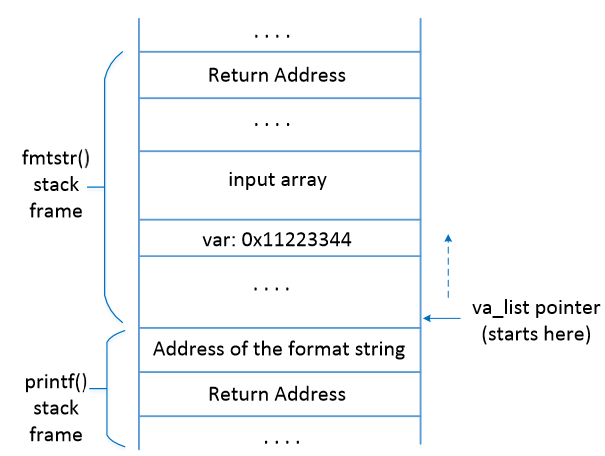 . . . .
Return Address
. . . .
fmtstr()
stack
frame
input array
var: 0x11223344
. . . .
va_list pointer
(starts here)
Address of the format string
printf()
stack
frame
Return Address
. . . .